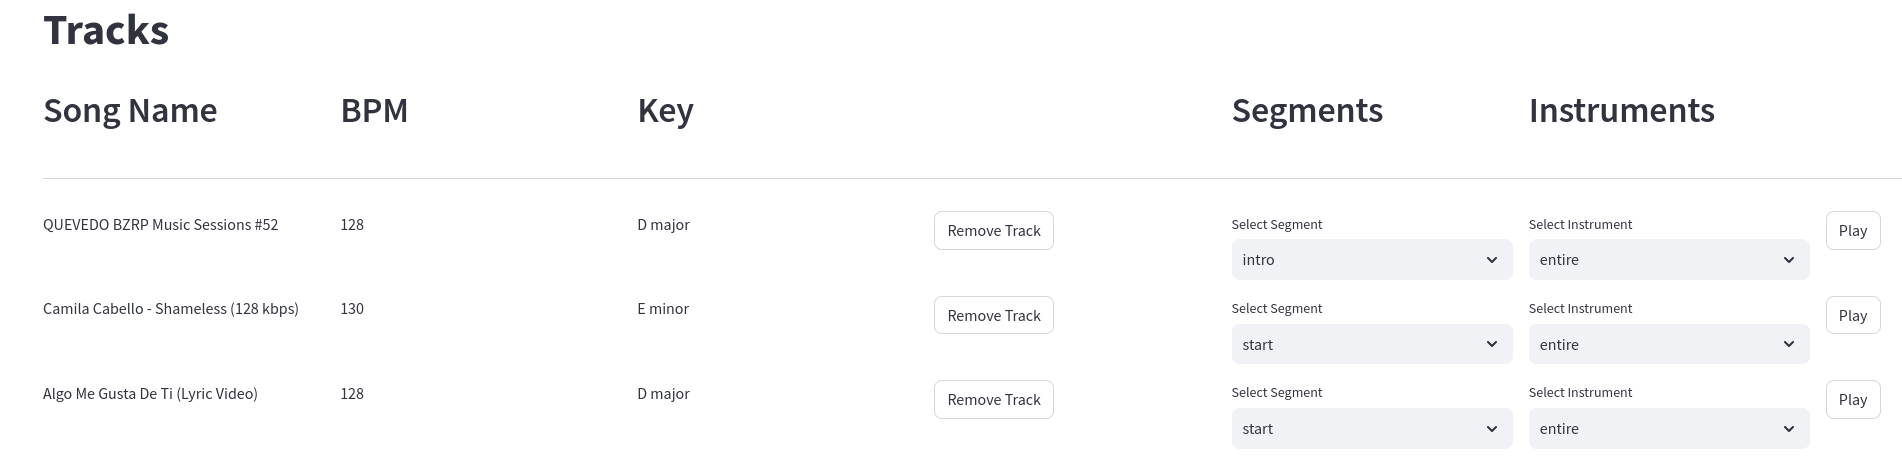 Tracks
Song Name BPM Key Segments Instruments
QUEVEDO BZRP Music Sessions #52 128 D major Remove Track Select Segment Select Instrument Play
intro entire
Camila Cabello - Shameless (128 kbps) 130 E minor Remove Track Select Segment Select Instrument Play
start entire
Algo Me Gusta De Ti (Lyric Video) 128 D major Remove Track Select Segment Select Instrument Play
start entire